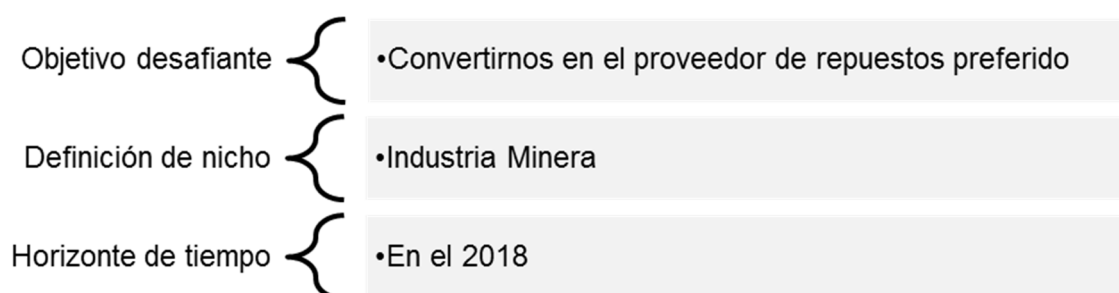 Objetivo desafiante •Convertirnos en el proveedor de repuestos preferido
Definición de nicho •Industria Minera
Horizonte de tiempo •En el 2018